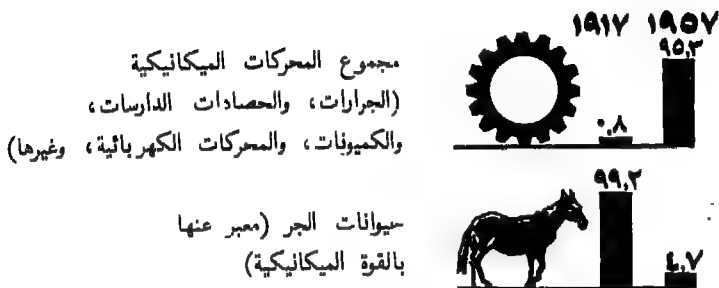 ١٩١٧ ١٩٥٧
٩٥,٣
مجموع المحركات الميكانيكية
(الجرارات، والحصادات الدارسات،
والكميونات، والمحركات الكهربائية، وغيرها)
٠,٨
٩٩,٢
حيوانات الجر (معبر عنها
بالقوة الميكانيكية)
٤,٧